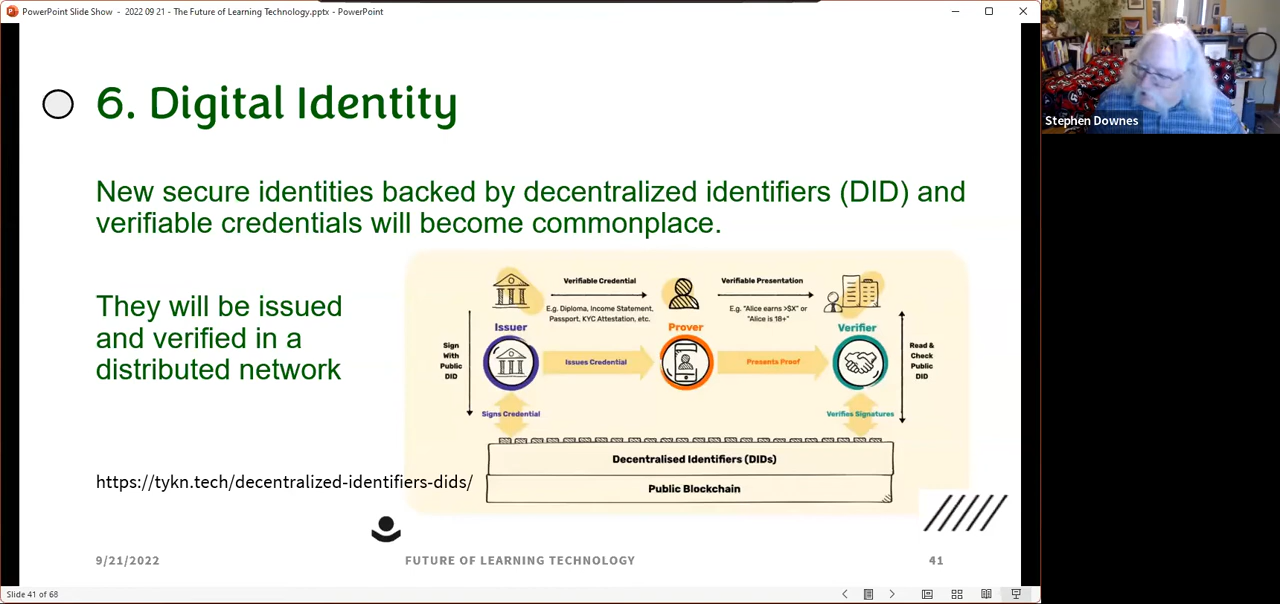 PowerPoint Slide Show - 2022 09 21 - The Future of Learning Technology.pptx - PowerPoint
6. Digital Identity
New secure identities backed by decentralized identifiers (DID) and
verifiable credentials will become commonplace.
They will be issued
and verified in a
distributed network
https://tykn.tech/decentralized-identifiers-dids/
Verifiable Credential
E.g. Diploma, Income Statement,
Passport, KYC Attestation, etc.
Verifiable Presentation
E.g. "Alice earns >$X" or
"Alice is 18+"
Issuer
Prover
Verifier
Sign
With
Public
DID
Issues Credential
Presents Proof
Read &
Check
Public
DID
Signs Credential
Verifies Signatures
Decentralised Identifiers (DIDs)
Public Blockchain
9/21/2022
FUTURE OF LEARNING TECHNOLOGY
41
Slide 41 of 68
Stephen Downes